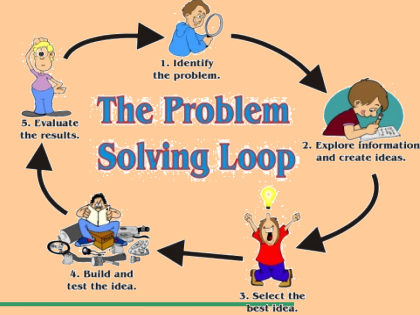 The Problem
Solving Loop
1. Identify
the problem.
2. Explore information
and create ideas.
3. Select the
best idea.
4. Build and
test the idea.
5. Evaluate
the results.